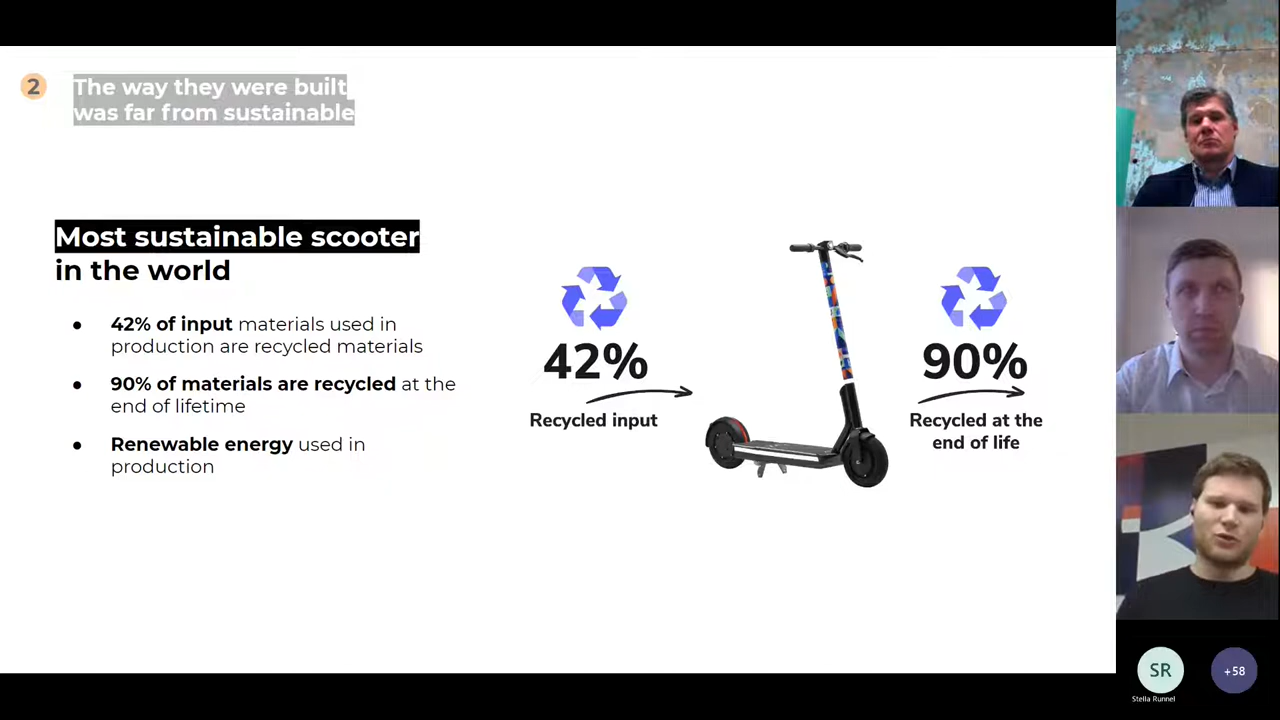 2
The way they were built
was far from sustainable
Most sustainable scooter
in the world
● 42% of input materials used in
production are recycled materials
● 90% of materials are recycled at the
end of lifetime
● Renewable energy used in
production
42%
Recycled input
90%
Recycled at the
end of life
SR
Stella Runnel
+58